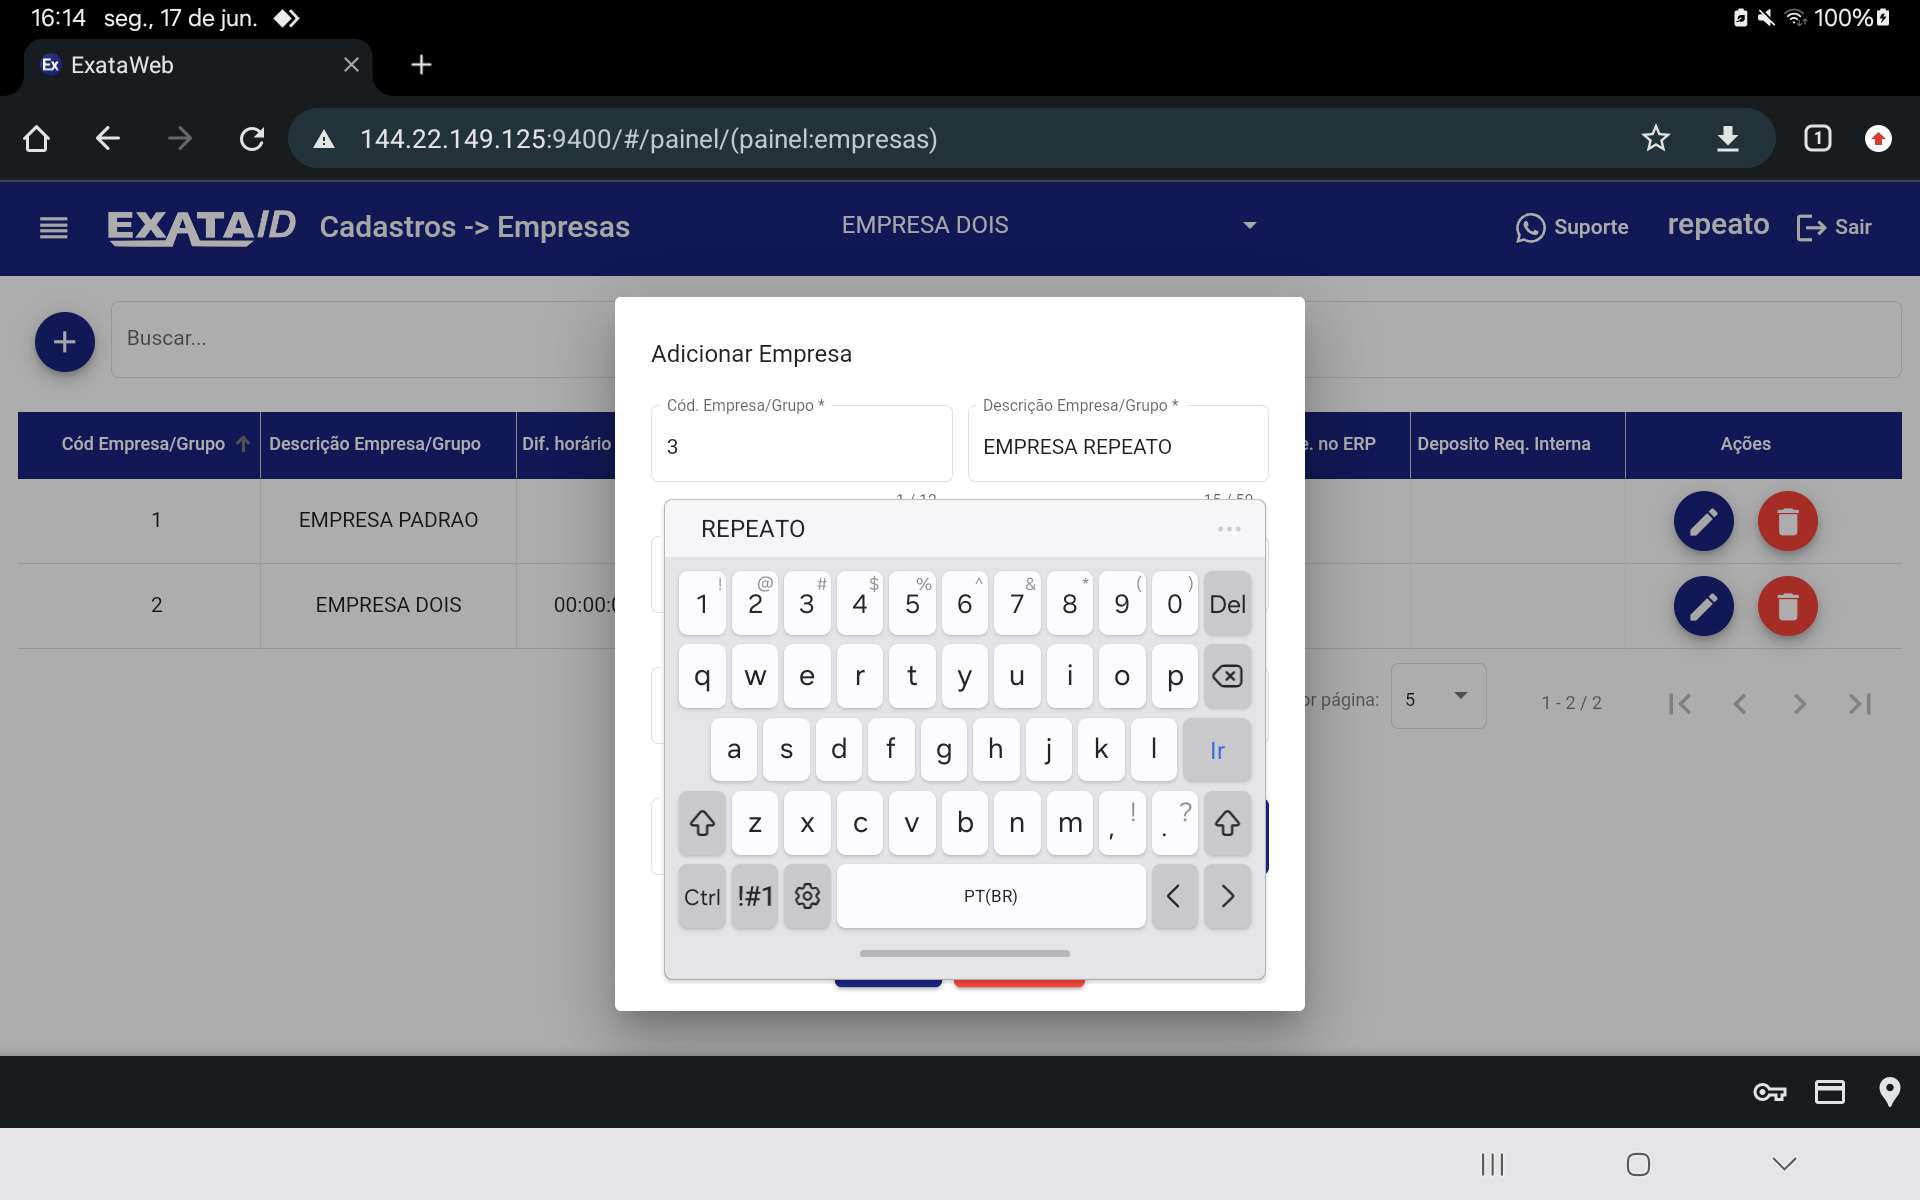 16:14 seg., 17 de jun. 100%
Ex ExataWeb
144.22.149.125:9400/#/painel/(painel:empresas) 1
EXATA/ID Cadastros -> Empresas EMPRESA DOIS Suporte repeato Sair
Buscar...
Cód Empresa/Grupo Descrição Empresa/Grupo Dif. horário e. no ERP Deposito Req. Interna Ações
1 EMPRESA PADRAO
2 EMPRESA DOIS 00:00:0
or página: 5 1 - 2 / 2
Adicionar Empresa
Cód. Empresa/Grupo * Descrição Empresa/Grupo *
3 EMPRESA REPEATO
1 / 12 15 / 50
REPEATO ...
! @ # $ % ^ & * ( )
1 2 3 4 5 6 7 8 9 0 Del
q w e r t y u i o p
a s d f g h j k l Ir
z x c v b n m , ! . ?
Ctrl !#1 PT(BR) < >